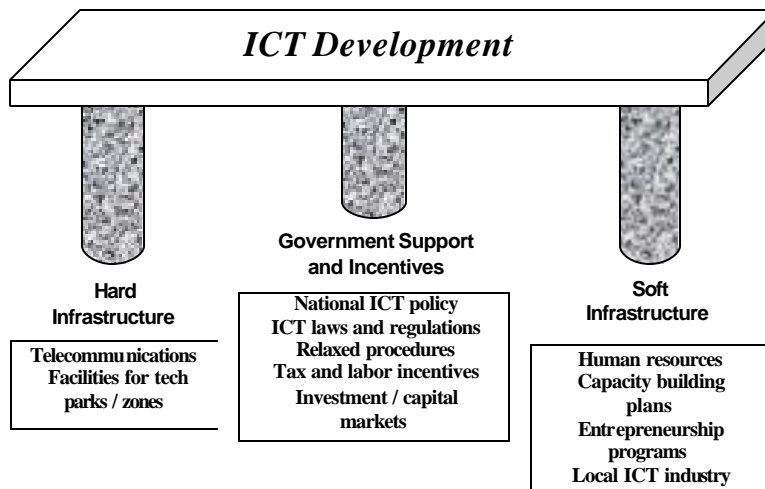 ICT Development
Hard
Infrastructure
Telecommunications
Facilities for tech
parks / zones
Government Support
and Incentives
National ICT policy
ICT laws and regulations
Relaxed procedures
Tax and labor incentives
Investment / capital
markets
Soft
Infrastructure
Human resources
Capacity building
plans
Entrepreneurship
programs
Local ICT industry